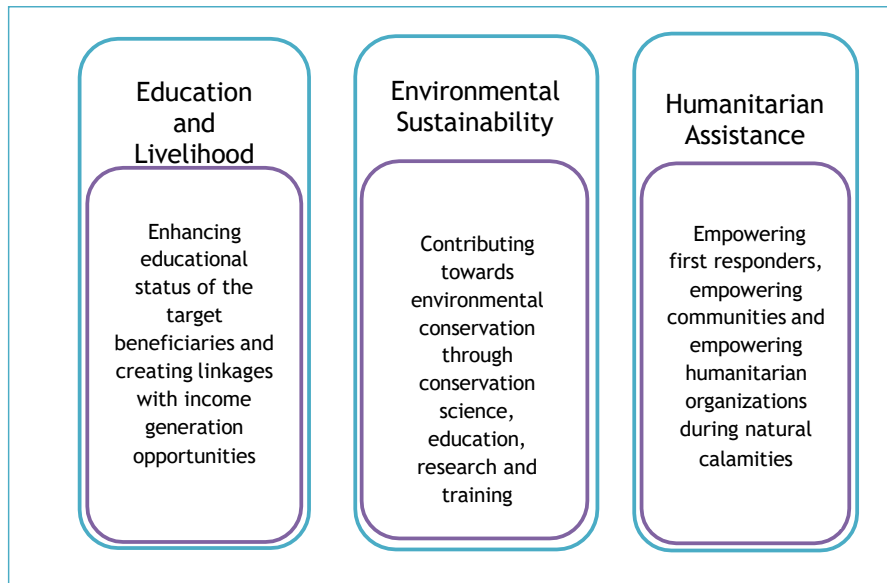 Education
and
Livelihood
Enhancing
educational
status of the
target
beneficiaries and
creating linkages
with income
generation
opportunities
Environmental
Sustainability
Contributing
towards
environmental
conservation
through
conservation
science,
education,
research and
training
Humanitarian
Assistance
Empowering
first responders,
empowering
communities and
empowering
humanitarian
organizations
during natural
calamities